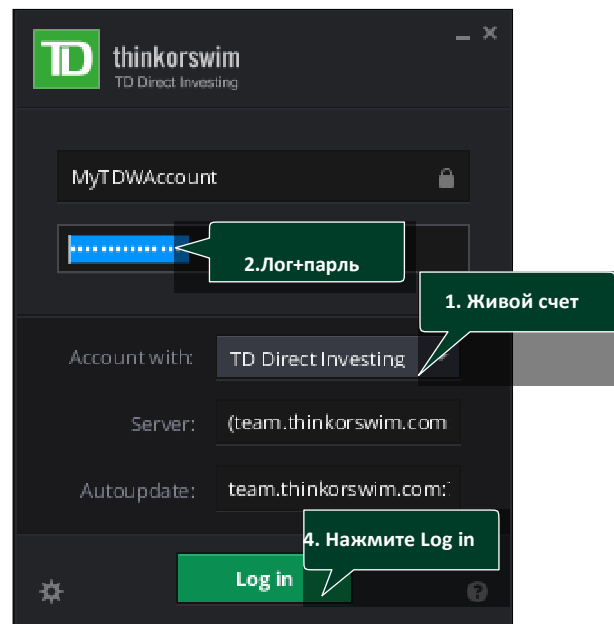 TD
thinkorswim
TD Direct Investing
MyTDWAccount
2.Лог+парль
1. Живой счет
Account with:
TD Direct Investing
Server:
(team.thinkorswim.com
Autoupdate:
team.thinkorswim.com:
4. Нажмите Log in
Log in
?